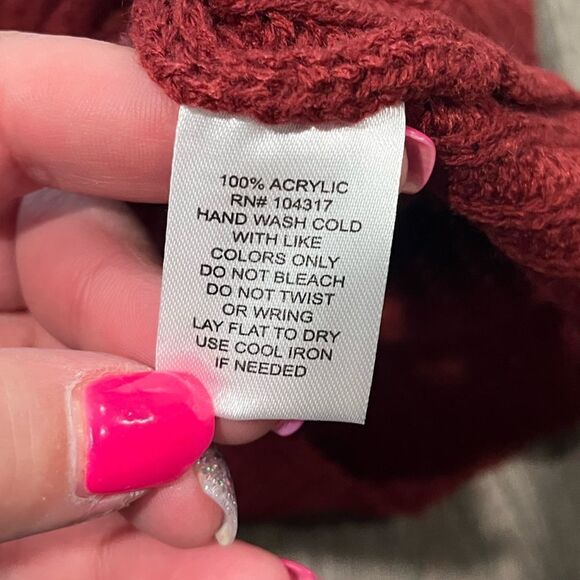 100% ACRYLIC
RN# 104317
HAND WASH COLD
WITH LIKE
COLORS ONLY
DO NOT BLEACH
DO NOT TWIST
OR WRING
LAY FLAT TO DRY
USE COOL IRON
IF NEEDED